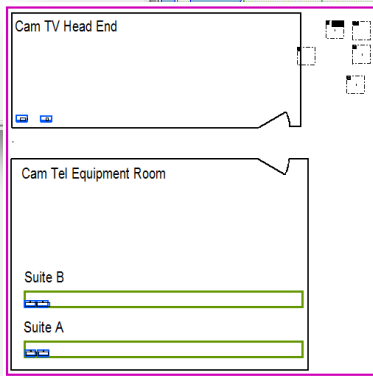 Cam TV Head End
Cam Tel Equipment Room
Suite B
Suite A